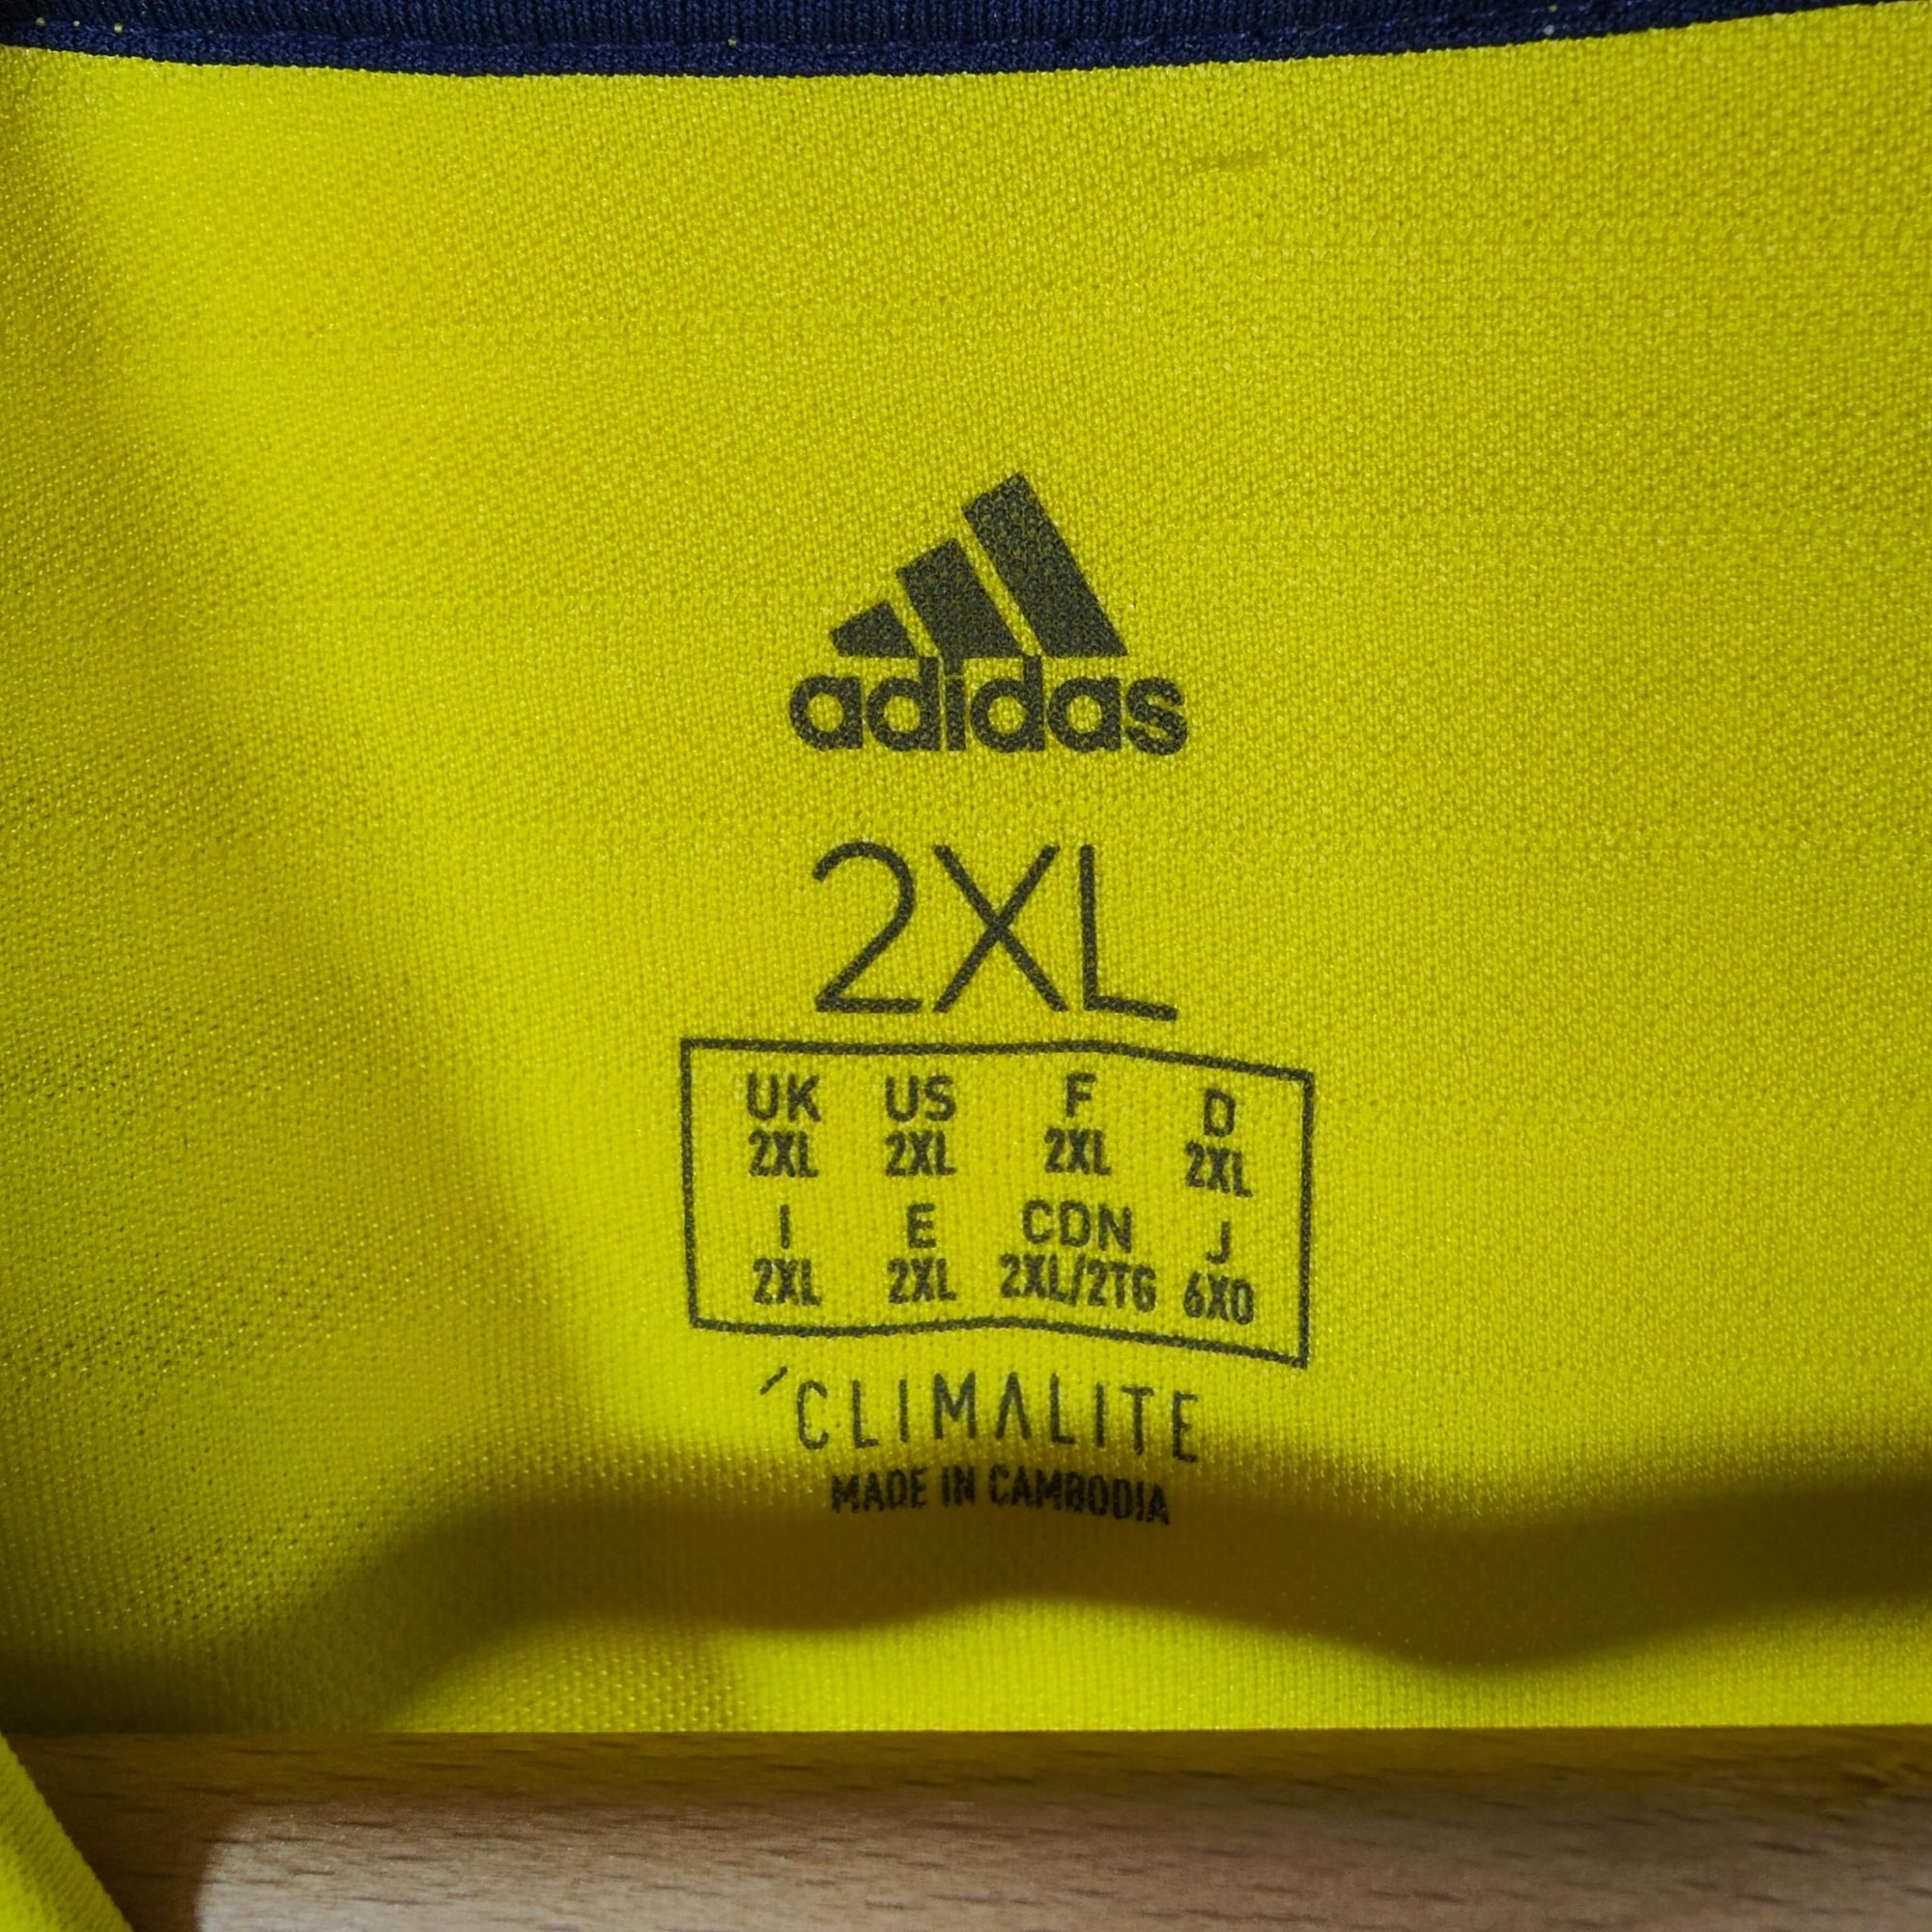 adidas
2XL
UK US F D
2XL 2XL 2XL 2XL
I E CDN J
2XL 2XL 2XL/2TG 6XO
´CLIMALITE
MADE IN CAMBODIA